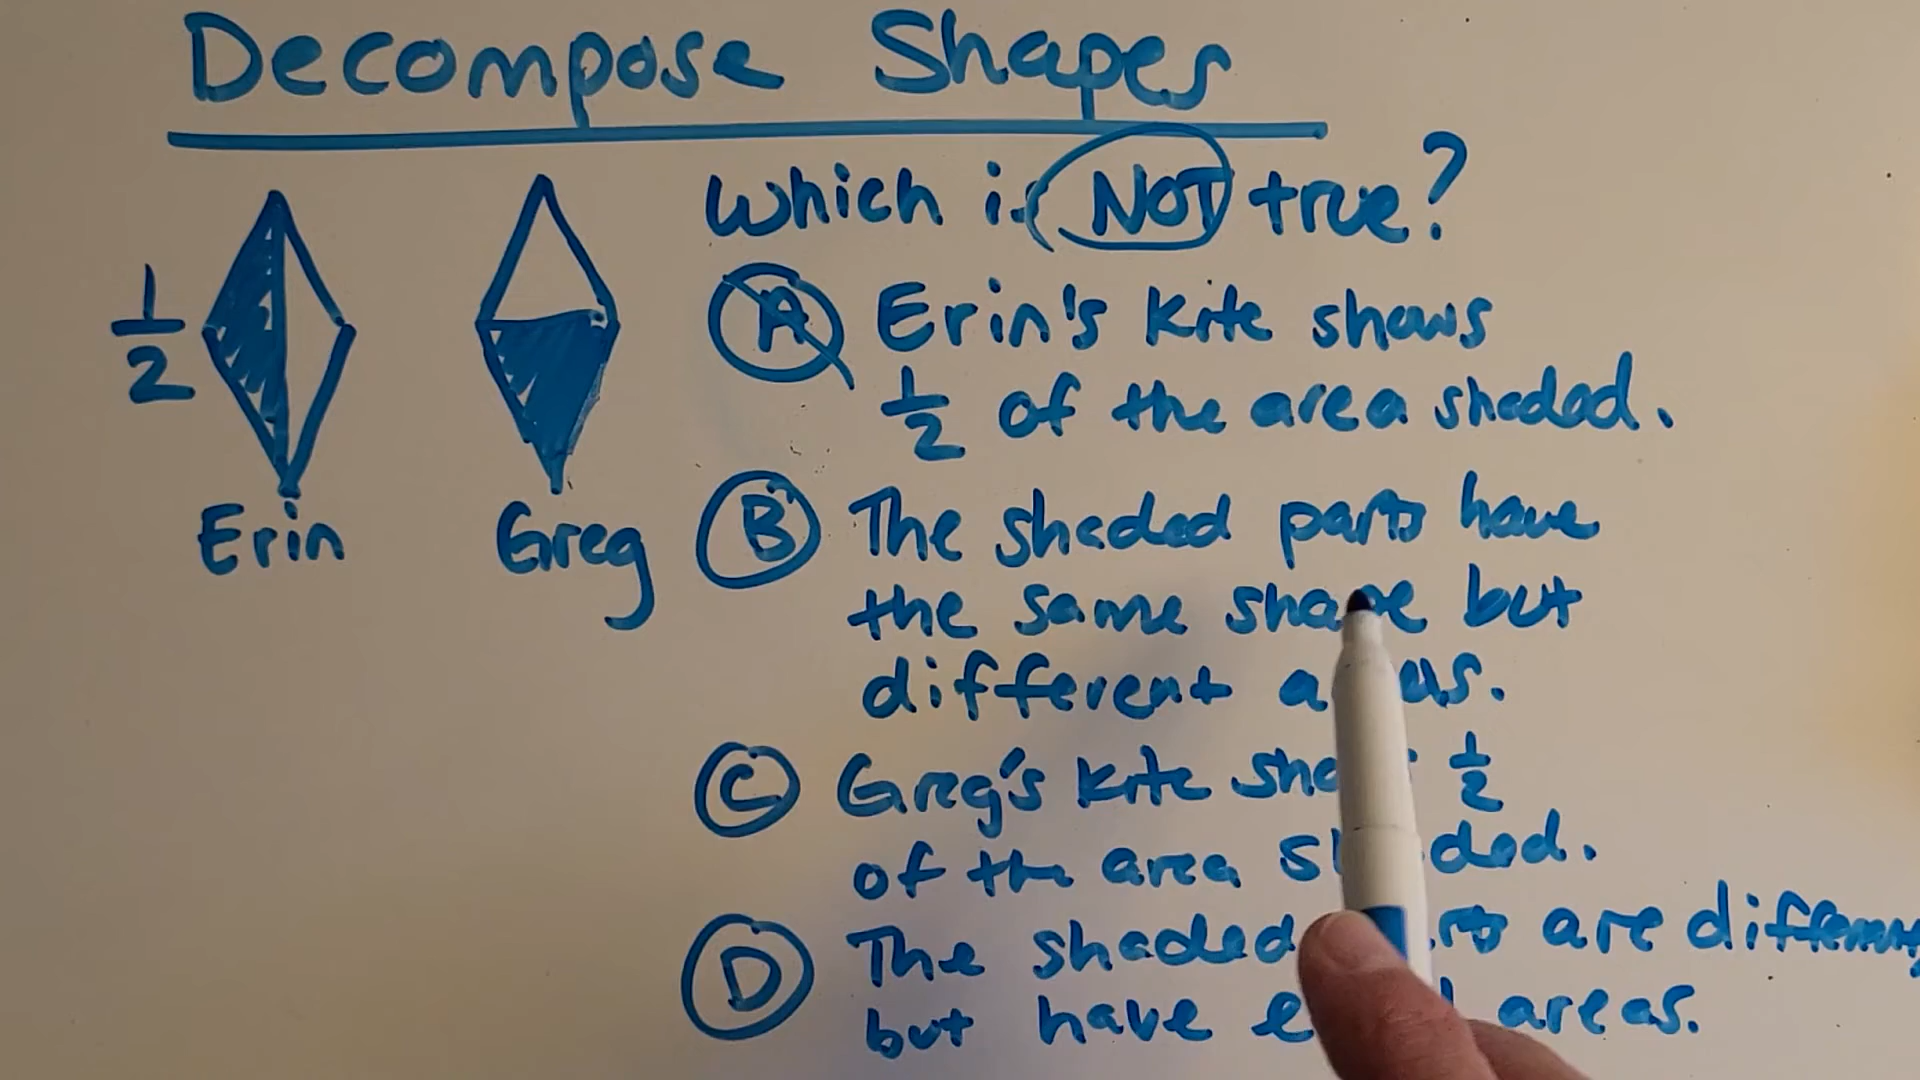 Decompose Shapes
Which is NOT true?
1/2
A Erin's kite shows
1/2 of the area shaded.
Erin
Greg
B The shaded parts have
the same shape but
different areas.
C Greg's kite 1/2
of the area
D The shaded are different
but have areas.